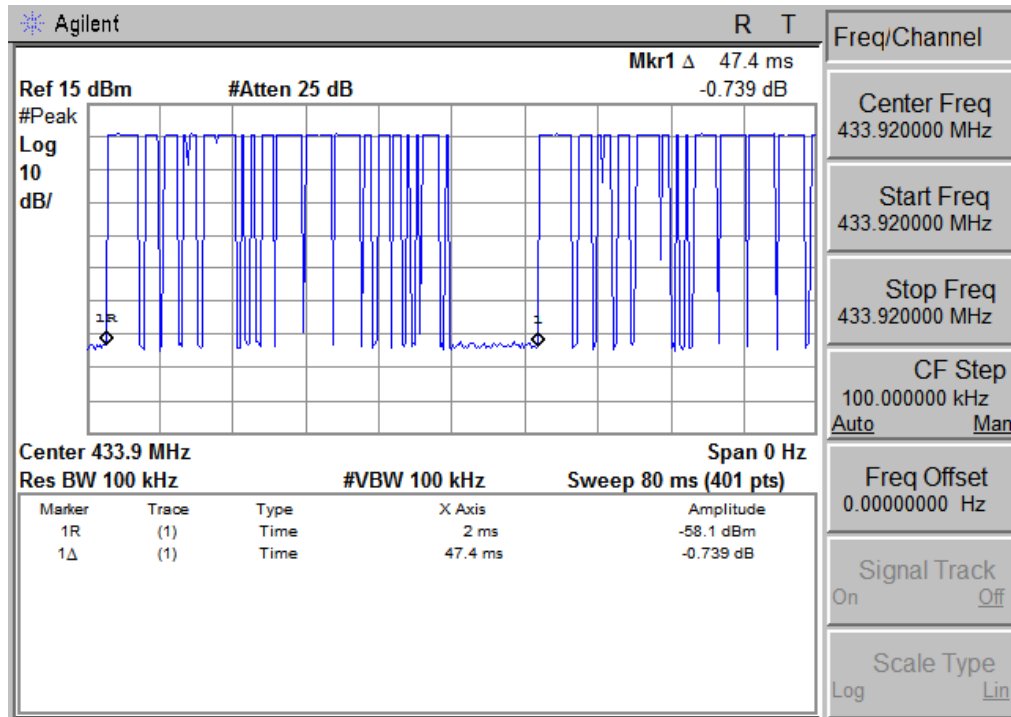 Agilent R T
Mkr1 Δ 47.4 ms
Ref 15 dBm #Atten 25 dB -0.739 dB
#Peak
Log
10
dB/
1R
1
Center 433.9 MHz Span 0 Hz
Res BW 100 kHz #VBW 100 kHz Sweep 80 ms (401 pts)
Marker Trace Type X Axis Amplitude
1R (1) Time 2 ms -58.1 dBm
1Δ (1) Time 47.4 ms -0.739 dB
Freq/Channel
Center Freq
433.920000 MHz
Start Freq
433.920000 MHz
Stop Freq
433.920000 MHz
CF Step
100.000000 kHz
Auto Man
Freq Offset
0.00000000 Hz
Signal Track
On Off
Scale Type
Log Lin